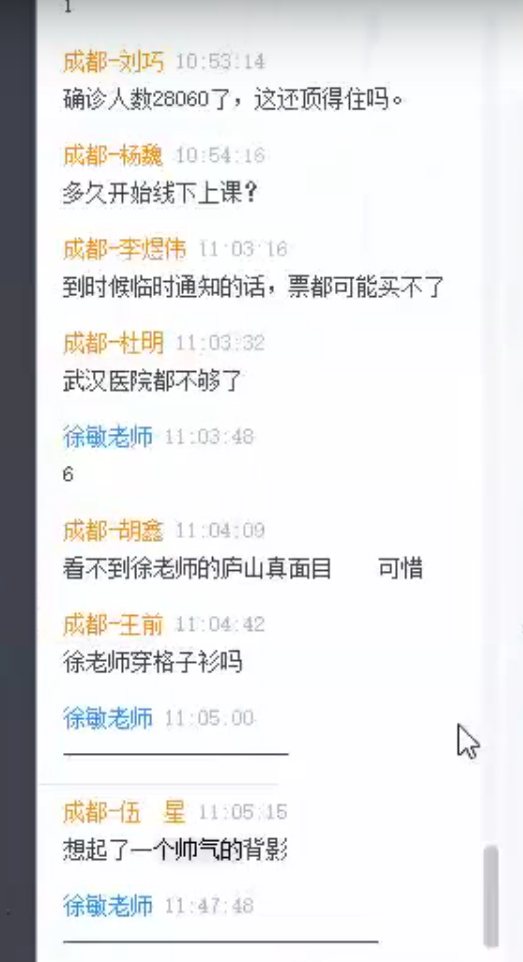 1
成都-刘巧 10:53:14
确诊人数28060了，这还顶得住吗。
成都-杨魏 10:54:16
多久开始线下上课？
成都-李煜伟 11:03:16
到时候临时通知的话，票都可能买不了
成都-杜明 11:03:32
武汉医院都不够了
徐敏老师 11:03:48
6
成都-胡鑫 11:04:09
看不到徐老师的庐山真面目 可惜
成都-王前 11:04:42
徐老师穿格子衫吗
徐敏老师 11:05:00
成都-伍 星 11:05:15
想起了一个帅气的背影
徐敏老师 11:47:48